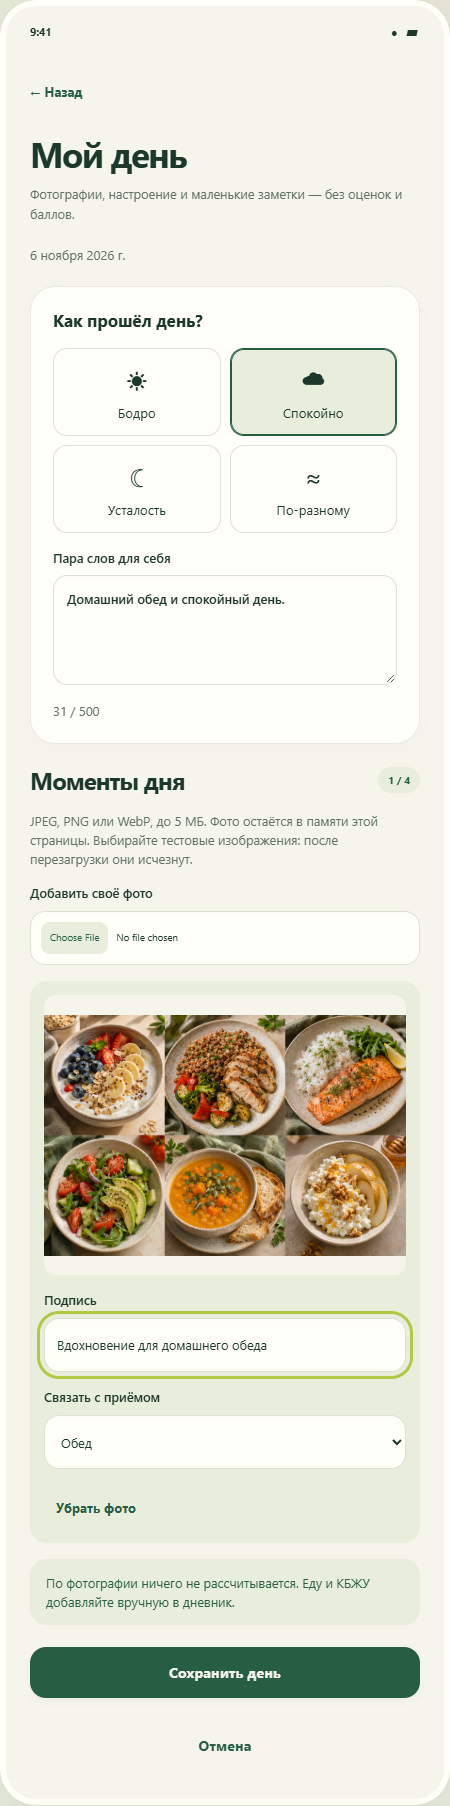 9:41
← Назад
Мой день
Фотографии, настроение и маленькие заметки — без оценок и
баллов.
6 ноября 2026 г.
Как прошёл день?
Бодро
Спокойно
Усталость
≈
По-разному
Пара слов для себя
Домашний обед и спокойный день.
31 / 500
Моменты дня
1 / 4
JPEG, PNG или WebP, до 5 МБ. Фото остаётся в памяти этой
страницы. Выбирайте тестовые изображения: после
перезагрузки они исчезнут.
Добавить своё фото
Choose File No file chosen
Подпись
Вдохновение для домашнего обеда
Связать с приёмом
Обед
Убрать фото
По фотографии ничего не рассчитывается. Еду и КБЖУ
добавляйте вручную в дневник.
Сохранить день
Отмена